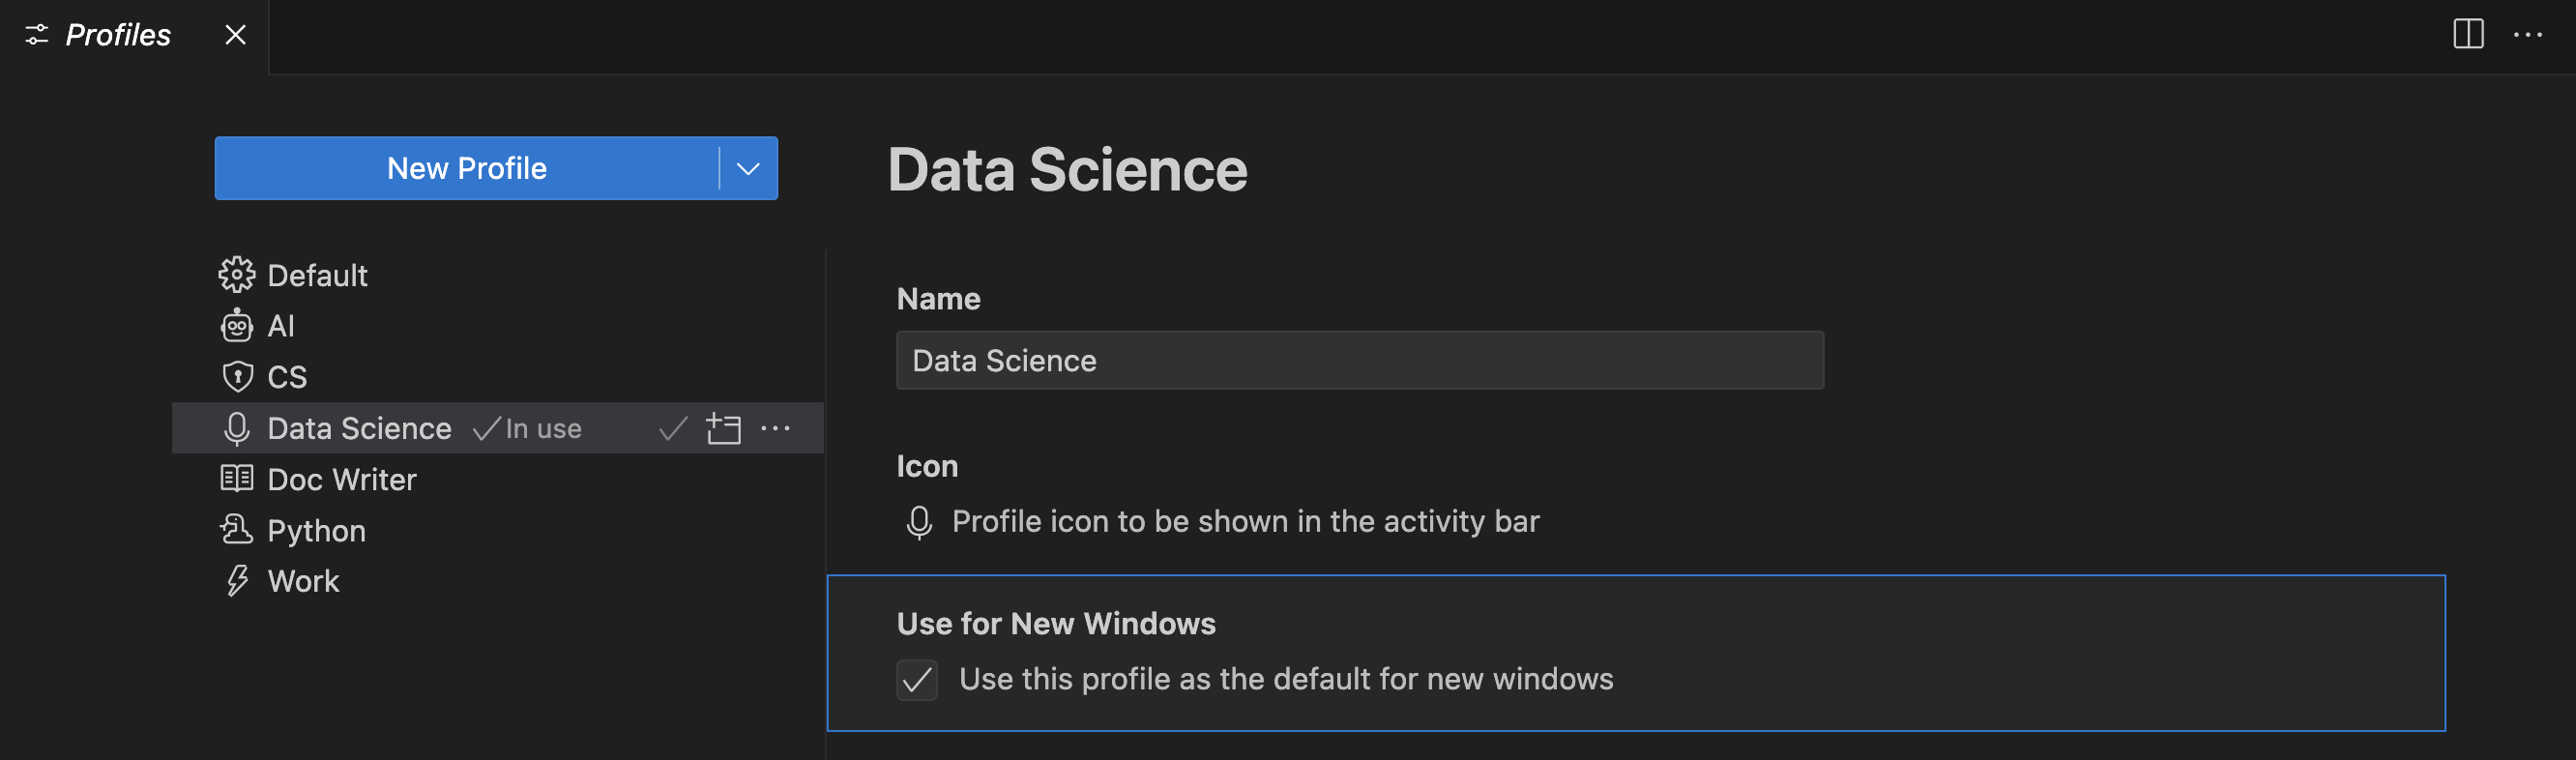 Profiles
New Profile
Default
AI
CS
Data Science In use
Doc Writer
Python
Work
Data Science
Name
Data Science
Icon
Profile icon to be shown in the activity bar
Use for New Windows
Use this profile as the default for new windows